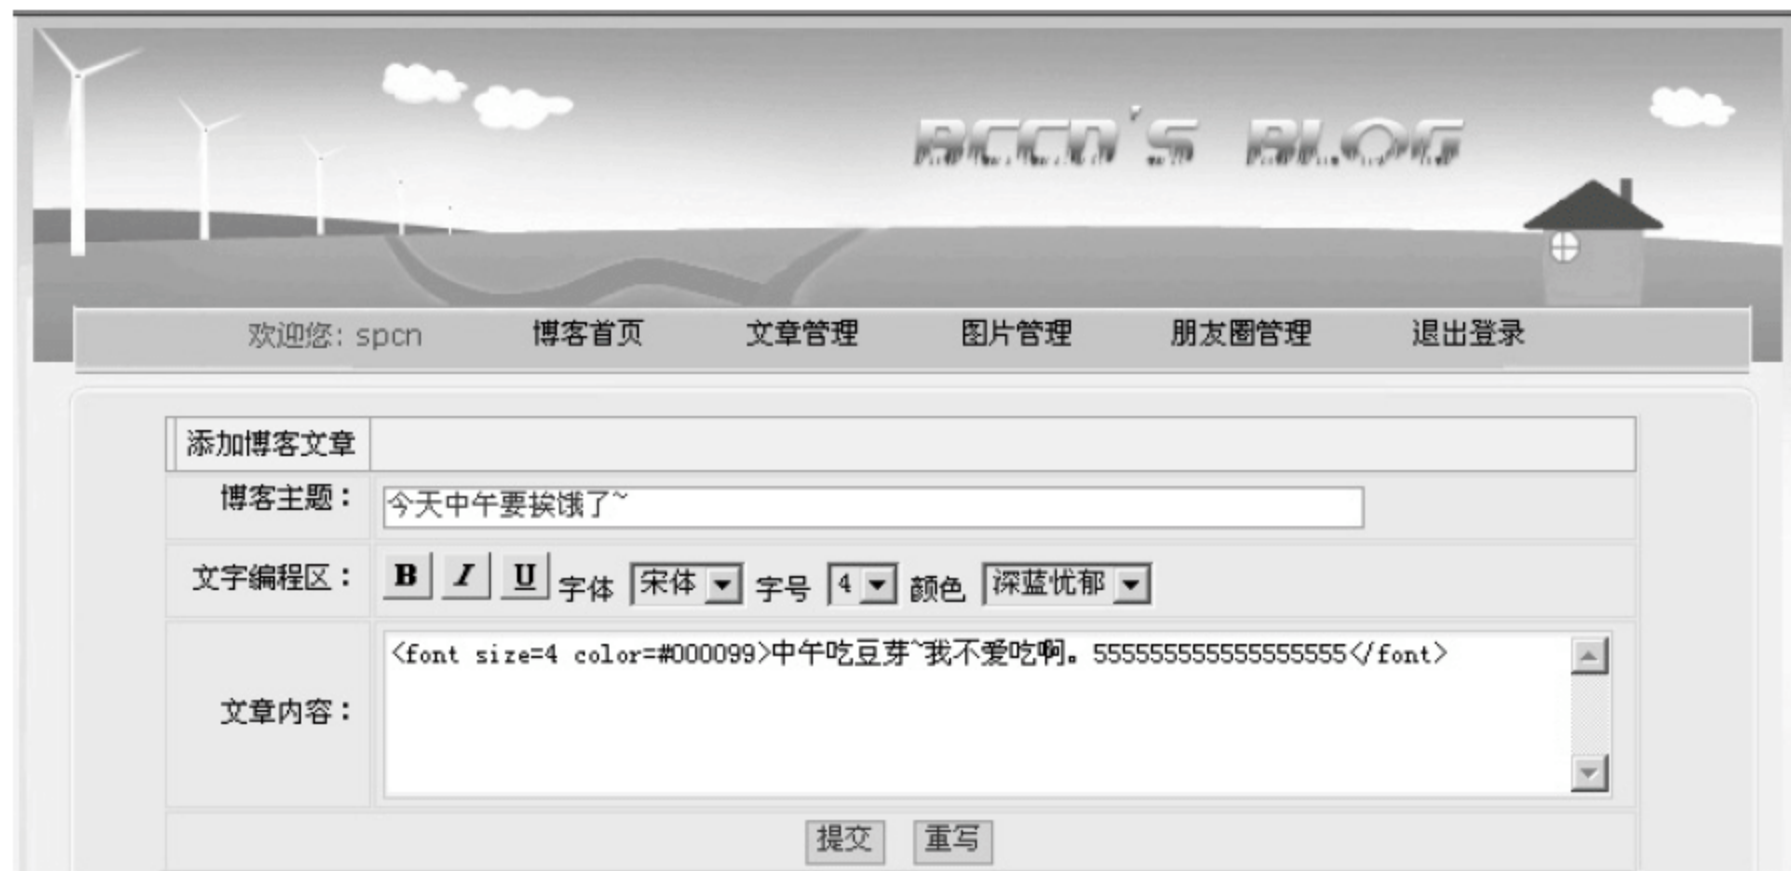 BCCD'S BLOG
欢迎您: spcn 博客首页 文章管理 图片管理 朋友圈管理 退出登录
添加博客文章
博客主题： 今天中午要挨饿了~
文字编程区： B I U 字体 宋体 字号 4 颜色 深蓝忧郁
文章内容： <font size=4 color=#000099>中午吃豆芽~我不爱吃啊。5555555555555555555</font>
提交 重写